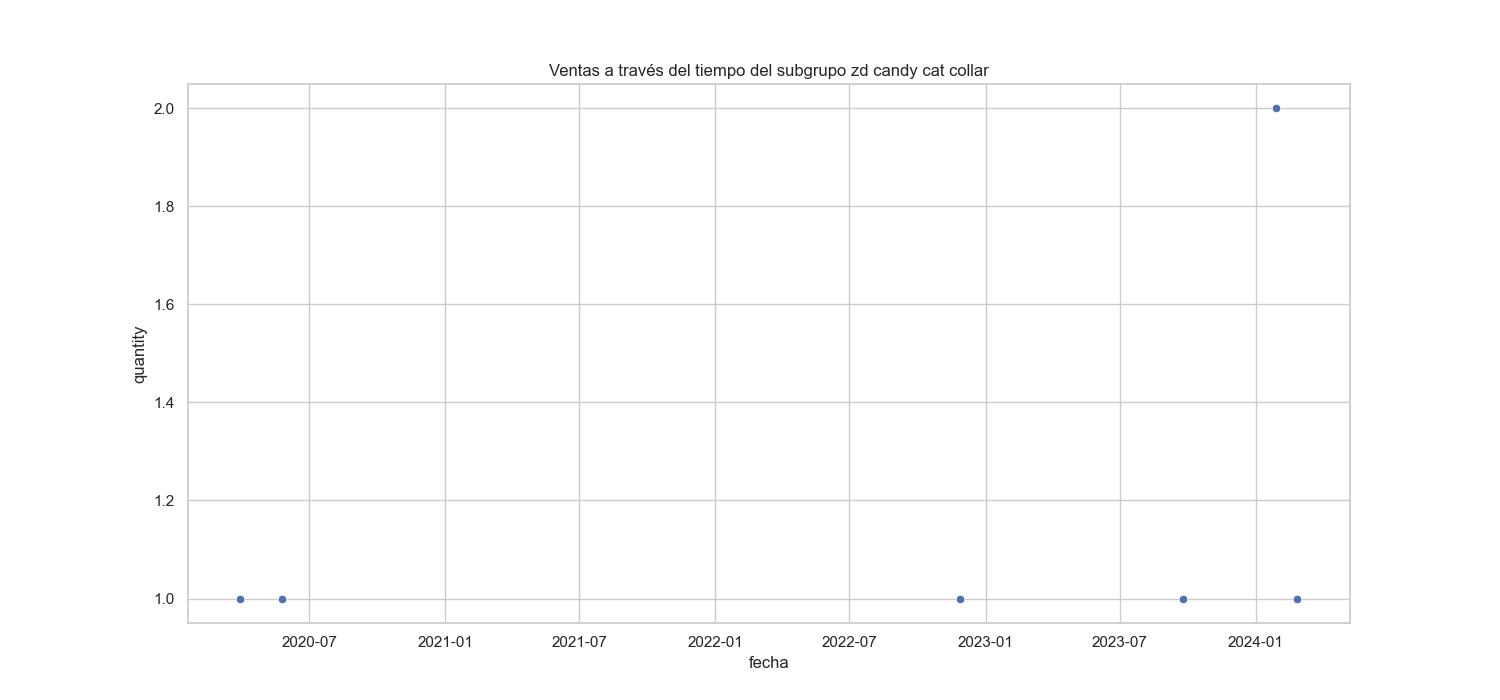 Ventas a través del tiempo del subgrupo zd candy cat collar
2.0
1.8
1.6
1.4
1.2
1.0
quantity
2020-07 2021-01 2021-07 2022-01 2022-07 2023-01 2023-07 2024-01
fecha